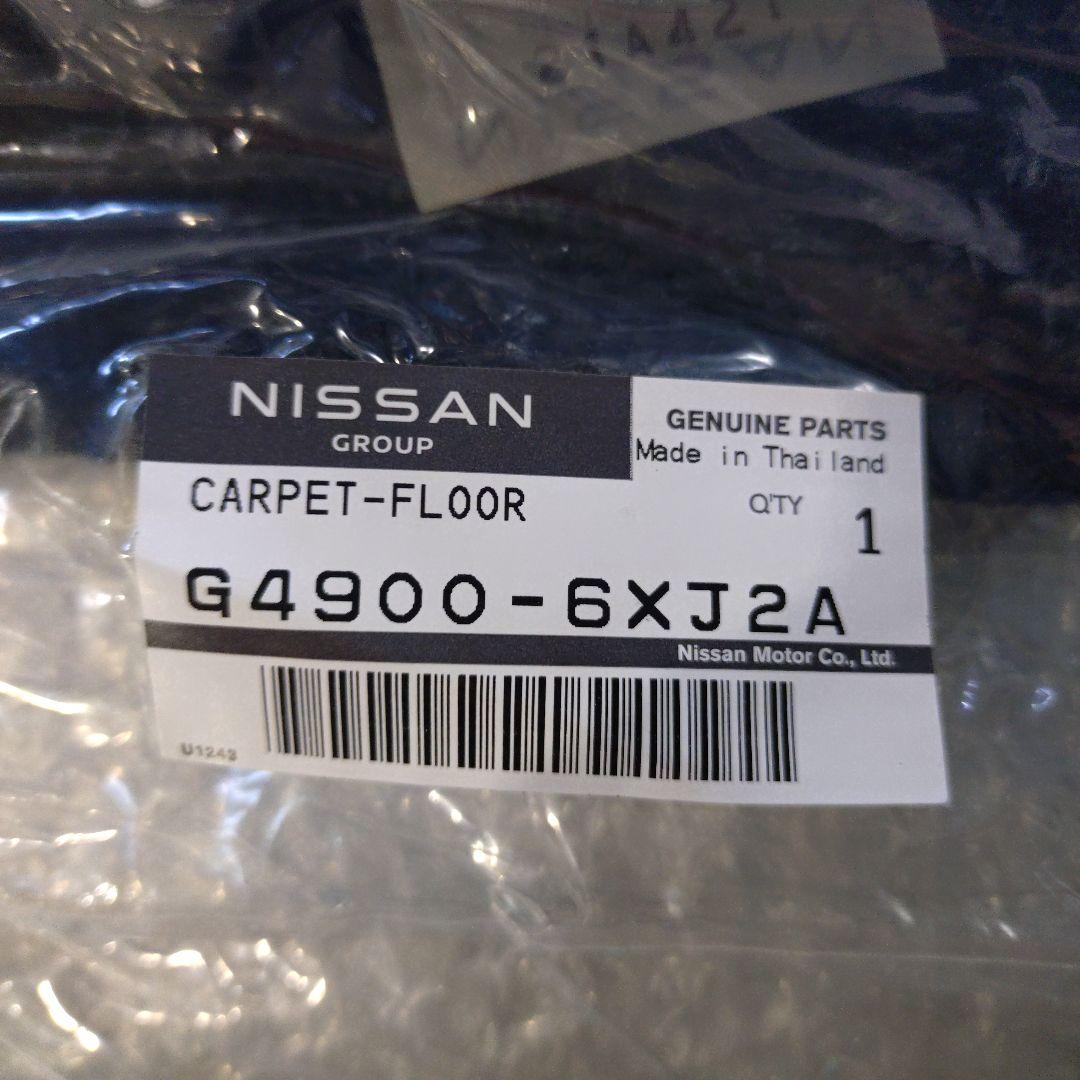 NISSAN
GROUP
GENUINE PARTS
Made in Thailand
CARPET-FLOOR
Q'TY 1
G4900-6XJ2A
Nissan Motor Co., Ltd.
U1243